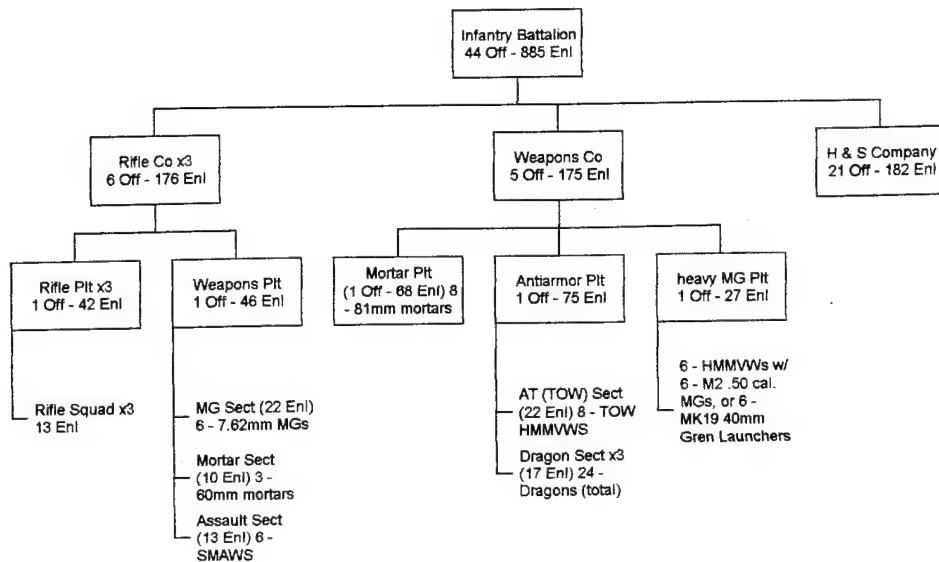 Infantry Battalion
44 Off - 885 Enl
Rifle Co x3
6 Off - 176 Enl
Weapons Co
5 Off - 175 Enl
H & S Company
21 Off - 182 Enl
Rifle Plt x3
1 Off - 42 Enl
Weapons Plt
1 Off - 46 Enl
Mortar Plt
(1 Off - 68 Enl) 8
- 81mm mortars
Antiarmor Plt
1 Off - 75 Enl
heavy MG Plt
1 Off - 27 Enl
Rifle Squad x3
13 Enl
MG Sect (22 Enl)
6 - 7.62mm MGs
Mortar Sect
(10 Enl) 3 -
60mm mortars
Assault Sect
(13 Enl) 6 -
SMAWS
AT (TOW) Sect
(22 Enl) 8 - TOW
HMMVWS
Dragon Sect x3
(17 Enl) 24 -
Dragons (total)
6 - HMMVWs w/
6 - M2 .50 cal.
MGs, or 6 -
MK19 40mm
Gren Launchers